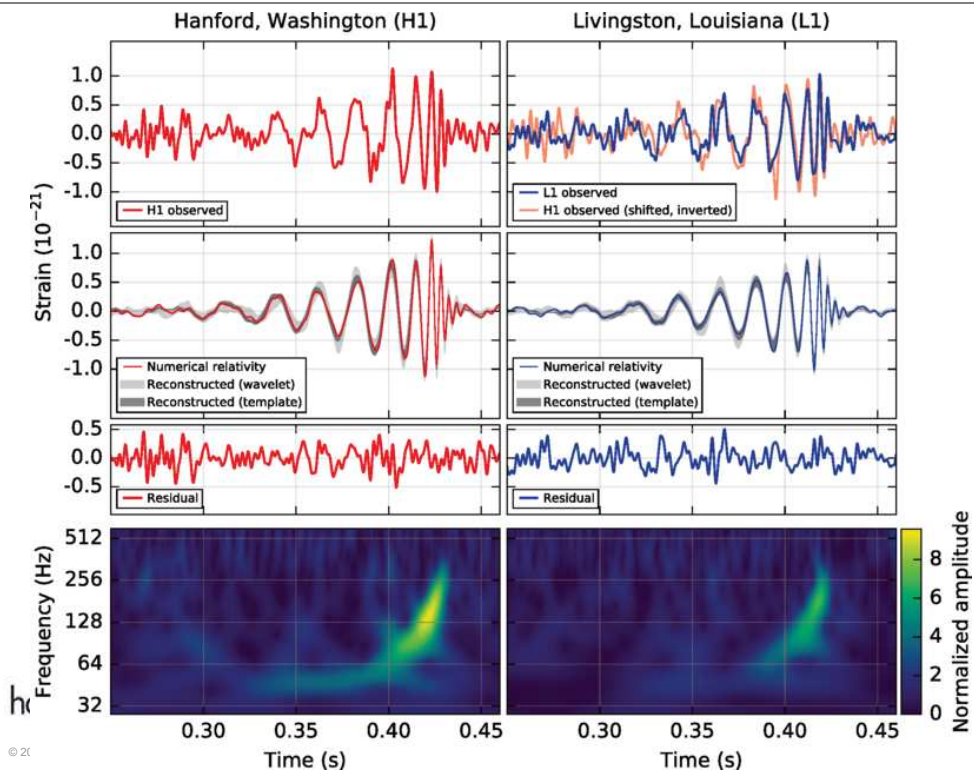 Hanford, Washington (H1)
Livingston, Louisiana (L1)
Strain (10⁻²¹)
1.0
0.5
0.0
-0.5
-1.0
H1 observed
L1 observed
H1 observed (shifted, inverted)
1.0
0.5
0.0
-0.5
-1.0
Numerical relativity
Reconstructed (wavelet)
Reconstructed (template)
Numerical relativity
Reconstructed (wavelet)
Reconstructed (template)
0.5
0.0
-0.5
Residual
Residual
Frequency (Hz)
512
256
128
64
32
Normalized amplitude
8
6
4
2
0
0.30 0.35 0.40 0.45
0.30 0.35 0.40 0.45
Time (s)
Time (s)